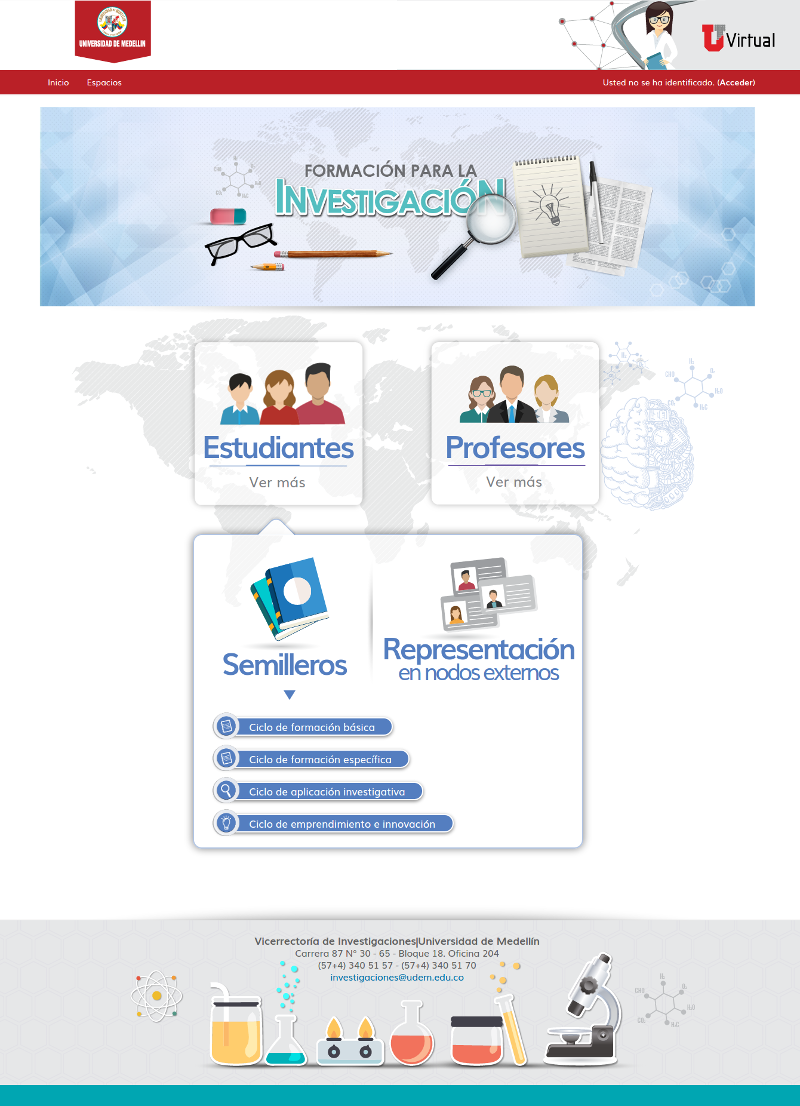 UNIVERSIDAD DE MEDELLIN
Virtual
Inicio
Espacios
Usted no se ha identificado. (Acceder)
FORMACIÓN PARA LA
INVESTIGACIÓN
Estudiantes
Ver más
Profesores
Ver más
Semilleros
Representación
en nodos externos
Ciclo de formación básica
Ciclo de formación específica
Ciclo de aplicación investigativa
Ciclo de emprendimiento e innovación
Vicerrectoría de Investigaciones|Universidad de Medellín
Carrera 87 N° 30 - 65 - Bloque 18. Oficina 204
(57+4) 340 51 57 - (57+4) 340 51 70
investigaciones@udem.edu.co